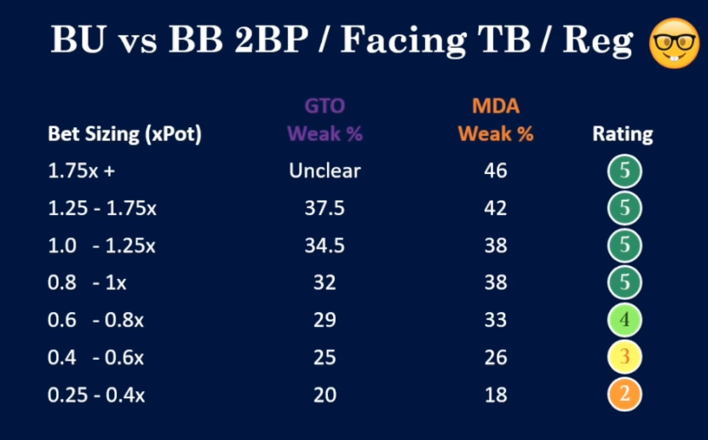 BU vs BB 2BP / Facing TB / Reg
GTO MDA
Bet Sizing (xPot) Weak % Weak % Rating
1.75x + Unclear 46 5
1.25 - 1.75x 37.5 42 5
1.0 - 1.25x 34.5 38 5
0.8 - 1x 32 38 5
0.6 - 0.8x 29 33 4
0.4 - 0.6x 25 26 3
0.25 - 0.4x 20 18 2